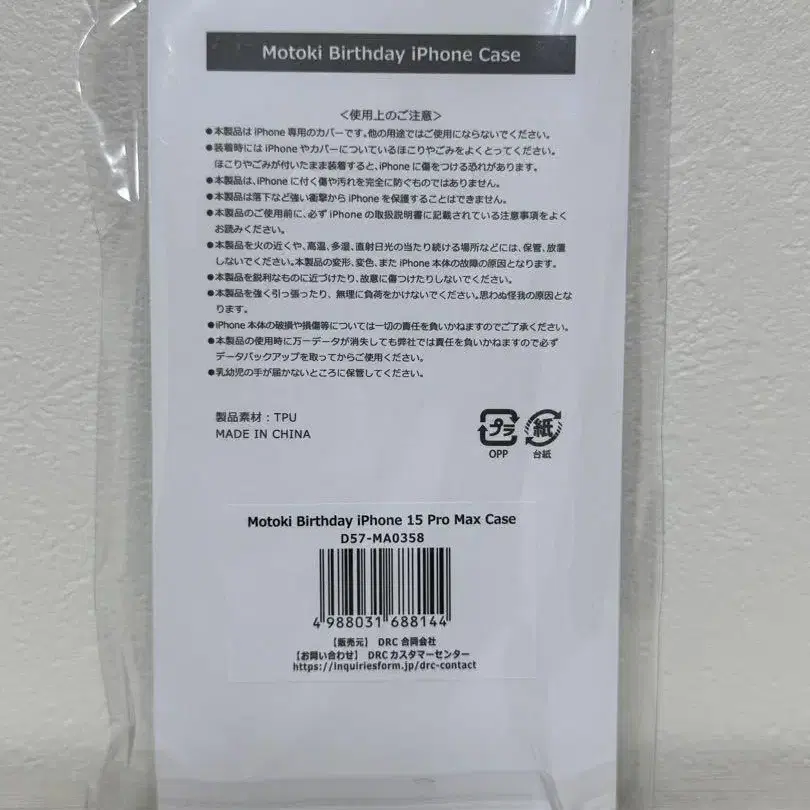 Motoki Birthday iPhone Case
＜使用上のご注意＞
●本製品は iPhone 専用のカバーです。他の用途ではご使用にならないでください。
●装着時には iPhone やカバーについているほこりやごみをよくとってください。
ほこりやごみが付いたまま装着すると、iPhone に傷をつける恐れがあります。
●本製品は、iPhone に付く傷や汚れを完全に防ぐものではありません。
●本製品は落下など強い衝撃から iPhone を保護することはできません。
●本製品のご使用前に、必ず iPhone の取扱説明書に記載されている注意事項をよく
お読みください。
●本製品を火の近くや、高温、多湿、直射日光の当たり続ける場所などには、保管、放置
しないでください。本製品の変形、変色、また iPhone 本体の故障の原因となります。
●本製品を鋭利なものに近づけたり、故意に傷つけたりしないでください。
●本製品を強く引っ張ったり、無理に負荷をかけないでください。思わぬ怪我の原因とな
ります。
●iPhone 本体の破損や損傷等については一切の責任を負いかねますのでご了承ください。
●本製品の使用時に万一データが消失しても弊社では責任を負いかねますので必ず
データバックアップを取ってからご使用ください。
●乳幼児の手が届かないところに保管してください。
製品素材：TPU
MADE IN CHINA
プラ
紙
OPP
台紙
Motoki Birthday iPhone 15 Pro Max Case
D57-MA0358
4 988031 688144
【販売元】 DRC 合同会社
【お問い合わせ】 DRC カスタマーセンター
https://inquiriesform.jp/drc-contact